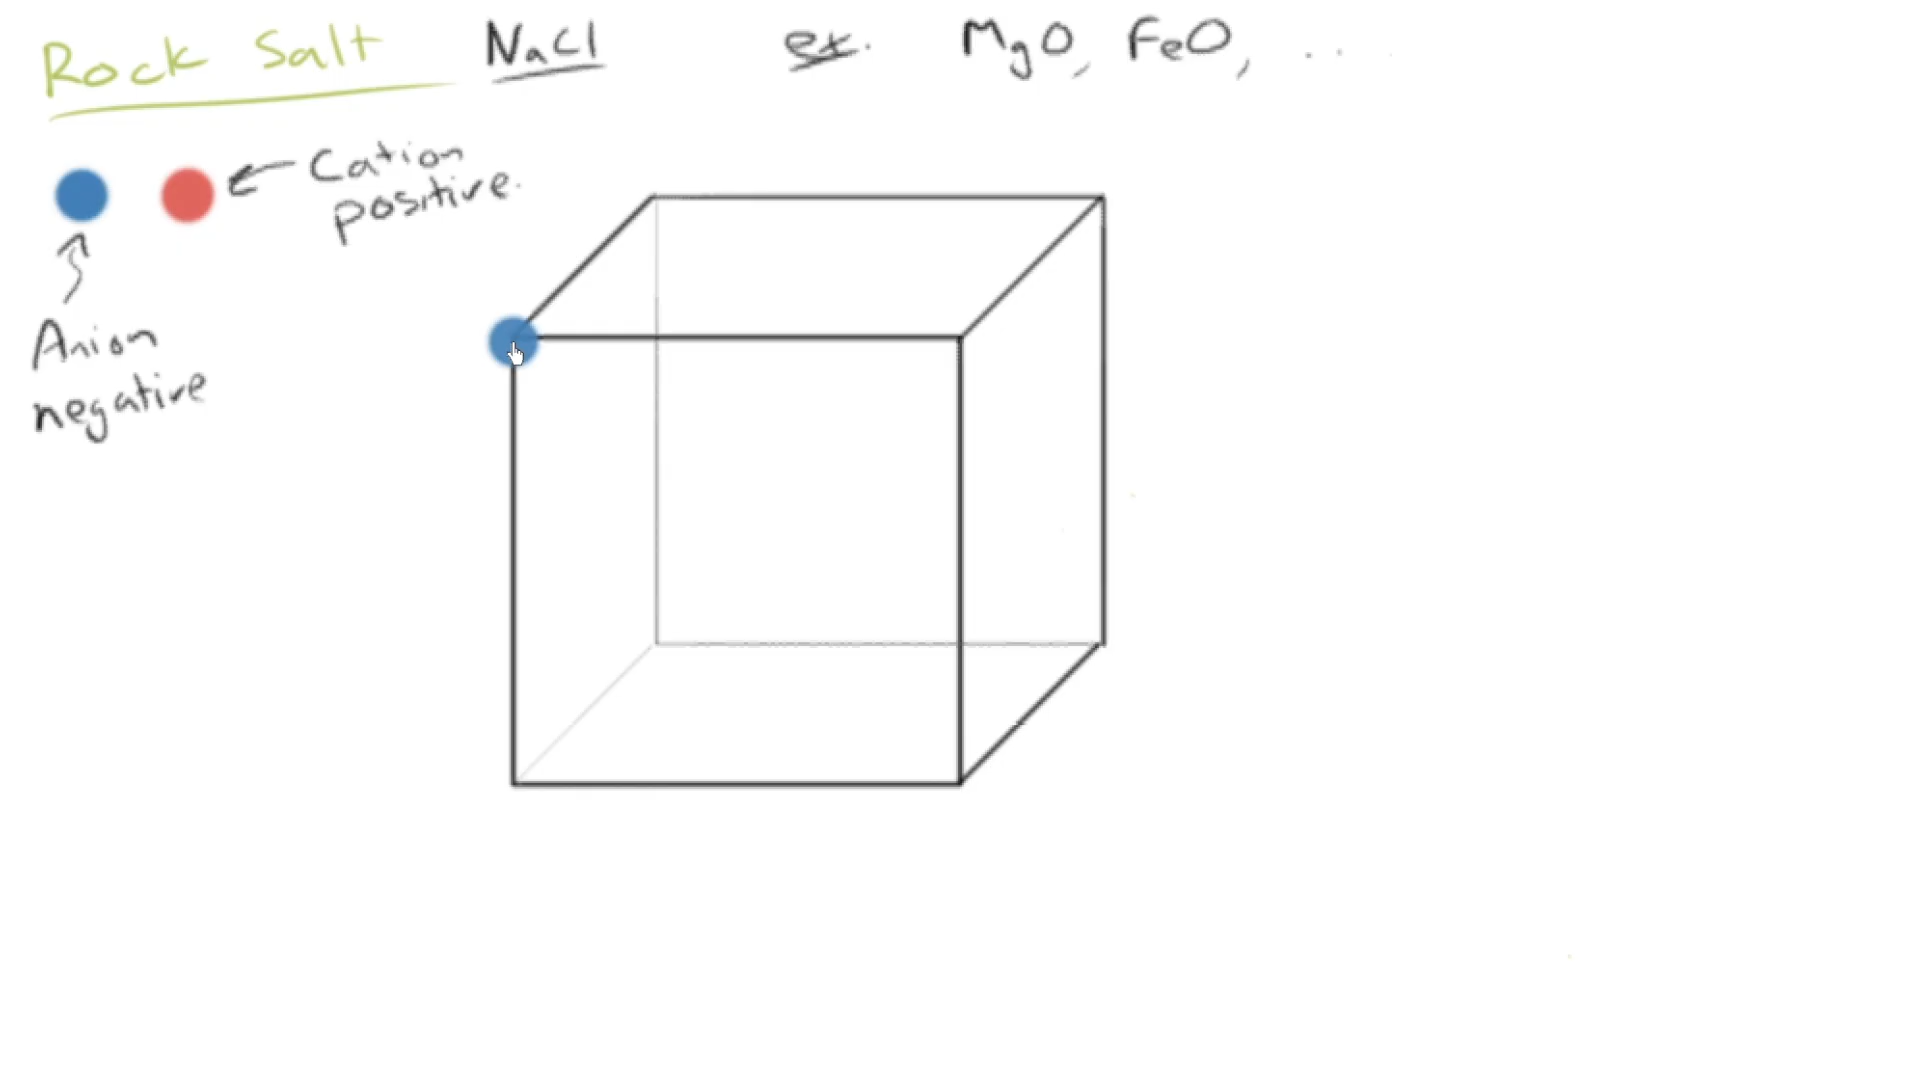 Rock Salt NaCl ex. MgO, FeO, ...
Cation
positive.
Anion
negative